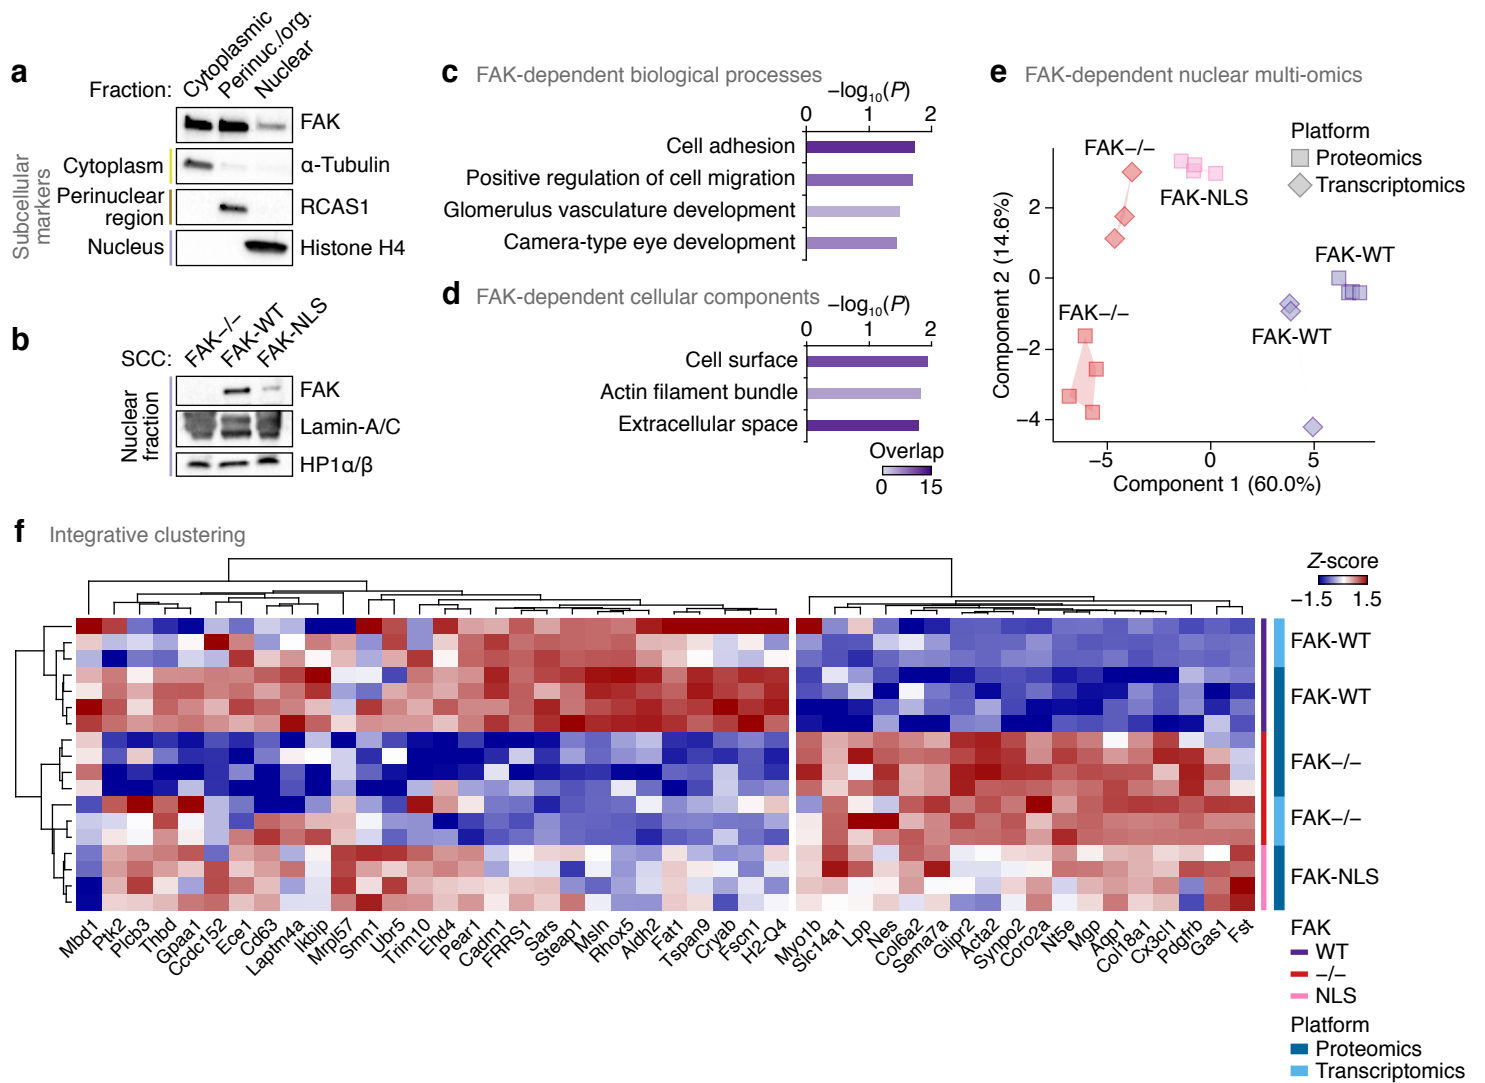 a
Fraction:
Cytoplasmic
Perinuc./org.
Nuclear
FAK
Subcellular markers
Cytoplasm
α-Tubulin
Perinuclear region
RCAS1
Nucleus
Histone H4
b
SCC:
FAK−/−
FAK-WT
FAK-NLS
Nuclear fraction
FAK
Lamin-A/C
HP1α/β
c FAK-dependent biological processes
−log10(P)
0 1 2
Cell adhesion
Positive regulation of cell migration
Glomerulus vasculature development
Camera-type eye development
d FAK-dependent cellular components
−log10(P)
0 1 2
Cell surface
Actin filament bundle
Extracellular space
Overlap
0 15
e FAK-dependent nuclear multi-omics
Platform
Proteomics
Transcriptomics
FAK−/−
FAK-NLS
FAK-WT
FAK−/−
FAK-WT
Component 2 (14.6%)
2
0
−2
−4
−5 0 5
Component 1 (60.0%)
f Integrative clustering
Z-score
−1.5 1.5
FAK-WT
FAK-WT
FAK−/−
FAK−/−
FAK-NLS
Mbd1
Ptk2
Plcb3
Thbd
Gpaa1
Ccdc152
Ece1
Cd63
Laptm4a
Ikbip
Mrpl57
Smn1
Ubr5
Trim10
Ehd4
Pear1
Cadm1
FRRS1
Sars
Steap1
Msln
Rhox5
Aldh2
Fat1
Tspan9
Cryab
Fscn1
H2-Q4
Myo1b
Slc14a1
Lpp
Nes
Col6a2
Sema7a
Glipr2
Acta2
Synpo2
Coro2a
Nt5e
Mgp
Aqp1
Col18a1
Cx3cl1
Pdgfrb
Gas1
Fst
FAK
WT
−/−
NLS
Platform
Proteomics
Transcriptomics